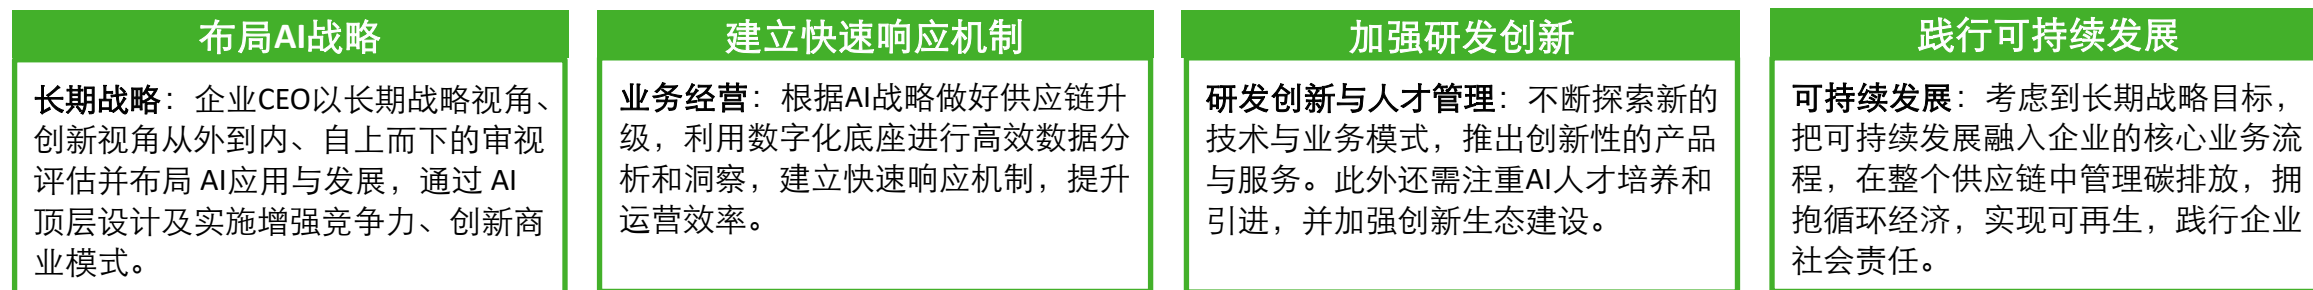 布局AI战略
长期战略：企业CEO以长期战略视角、
创新视角从外到内、自上而下的审视
评估并布局 AI应用与发展，通过 AI
顶层设计及实施增强竞争力、创新商
业模式。
建立快速响应机制
业务经营：根据AI战略做好供应链升
级，利用数字化底座进行高效数据分
析和洞察，建立快速响应机制，提升
运营效率。
加强研发创新
研发创新与人才管理：不断探索新的
技术与业务模式，推出创新性的产品
与服务。此外还需注重AI人才培养和
引进，并加强创新生态建设。
践行可持续发展
可持续发展：考虑到长期战略目标，
把可持续发展融入企业的核心业务流
程，在整个供应链中管理碳排放，拥
抱循环经济，实现可再生，践行企业
社会责任。